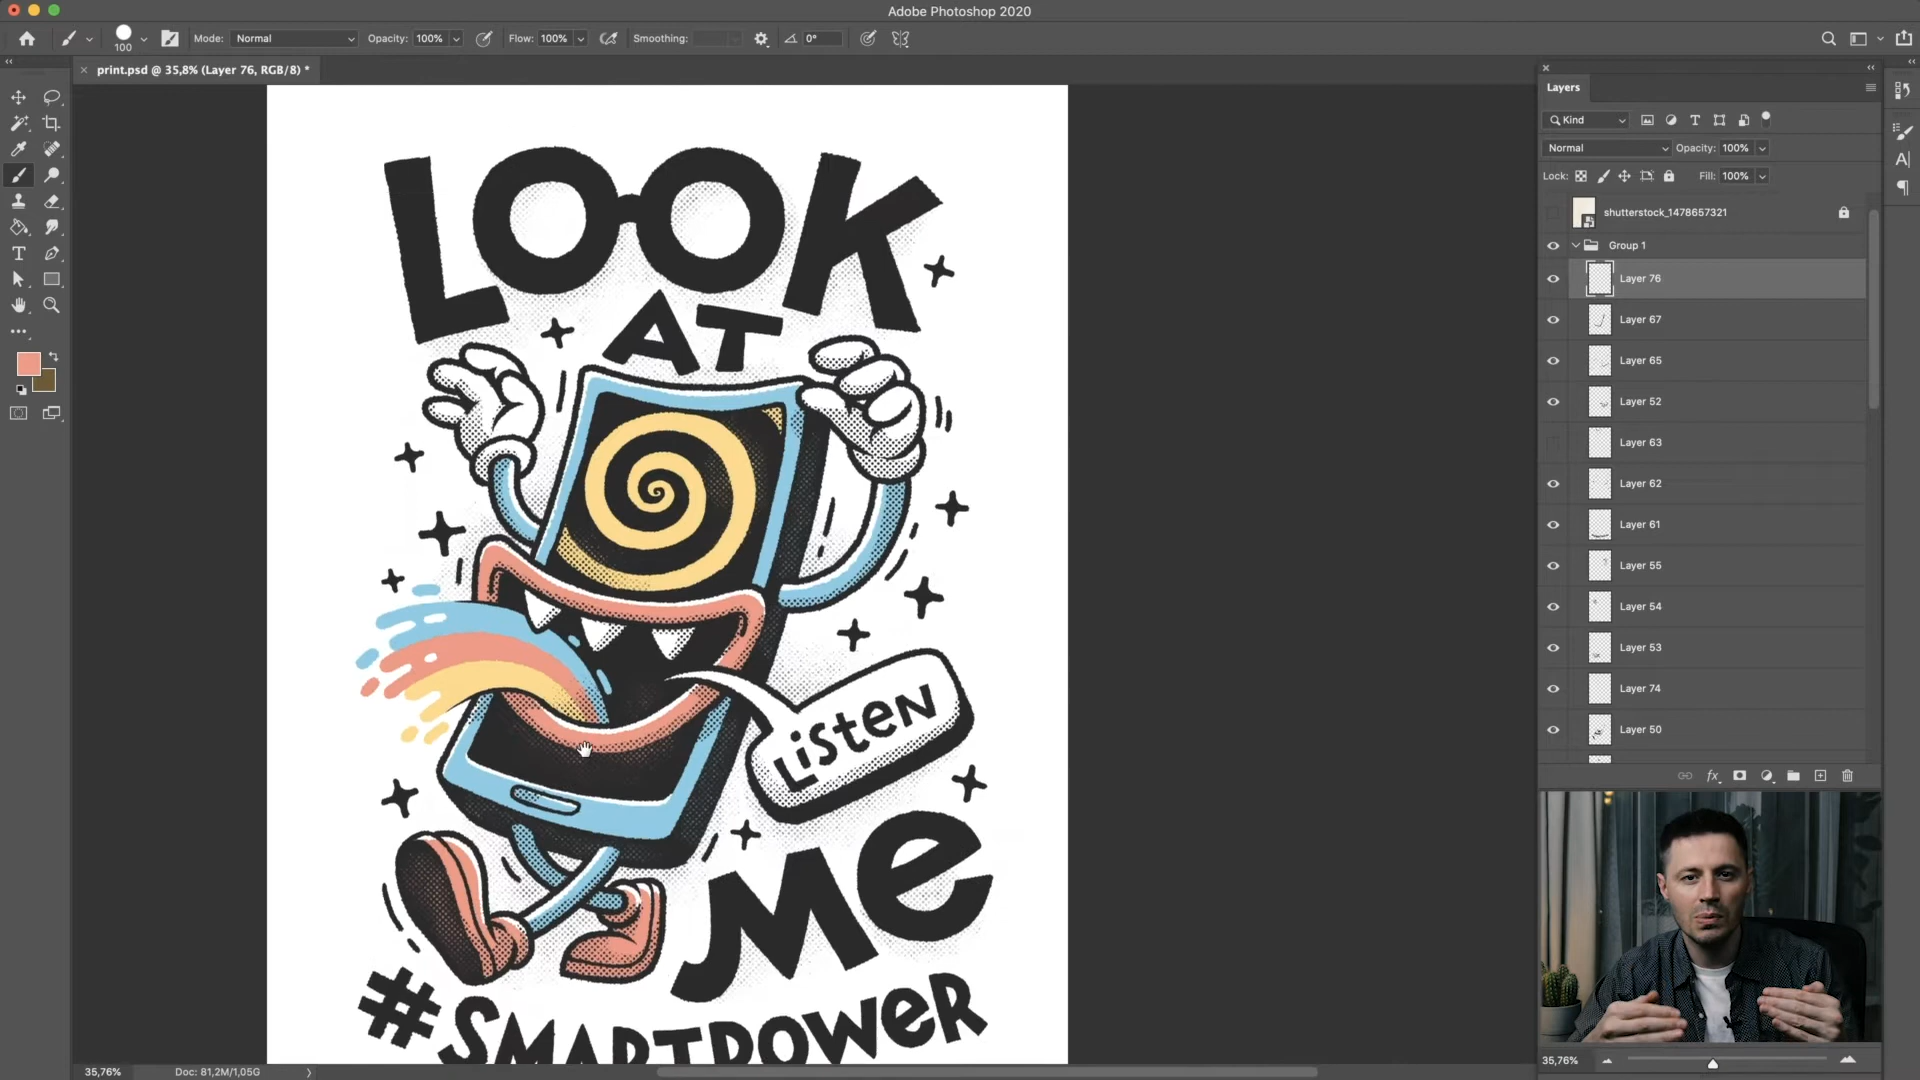 Adobe Photoshop 2020
100
Mode: Normal
Opacity: 100%
Flow: 100%
Smoothing:
0°
print.psd @ 35,8% (Layer 76, RGB/8) *
LOOK
AT
Listen
Me
#SMARTPOWER
Layers
Kind
Normal
Opacity: 100%
Lock:
Fill: 100%
shutterstock_1478657321
Group 1
Layer 76
Layer 67
Layer 65
Layer 52
Layer 63
Layer 62
Layer 61
Layer 55
Layer 54
Layer 53
Layer 74
Layer 50
fx
35,76%
35,76%
Doc: 81,2M/1,05G